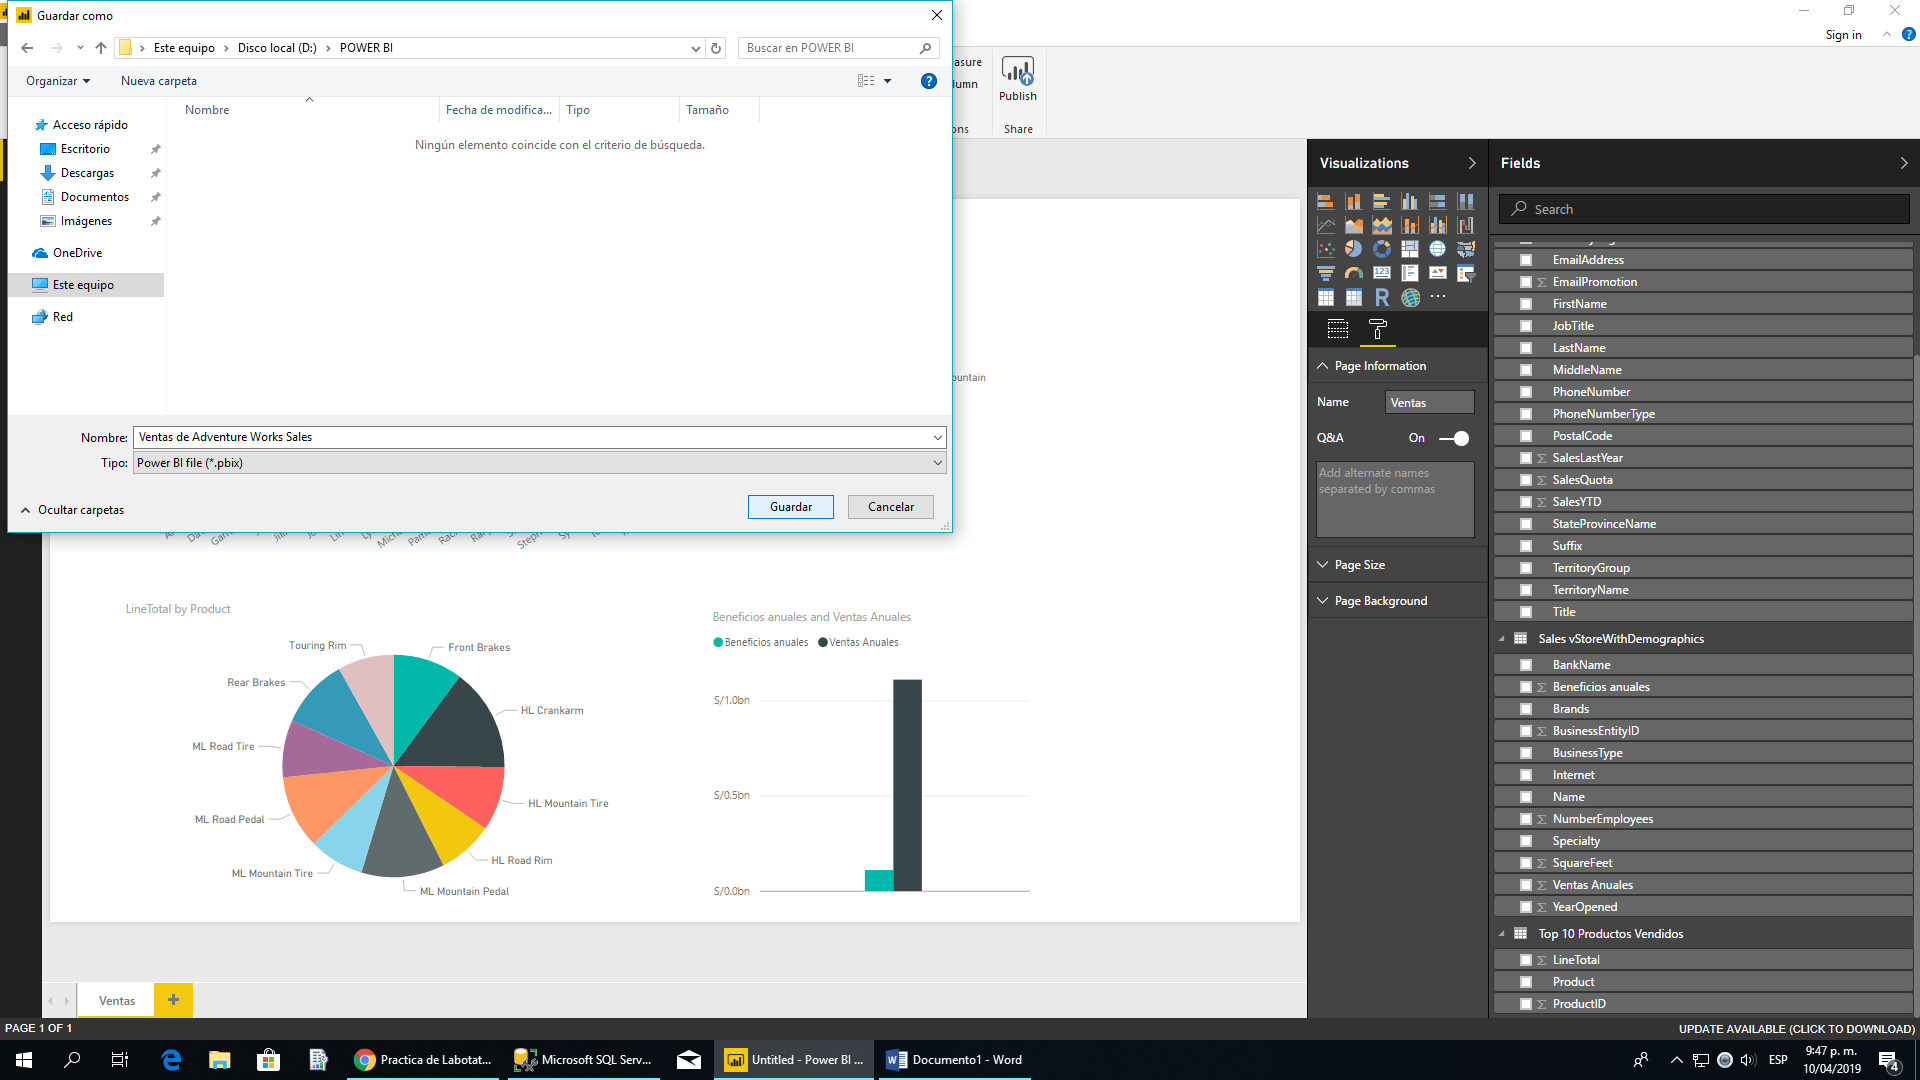 Guardar como
Este equipo > Disco local (D:) > POWER BI
Buscar en POWER BI
Organizar
Nueva carpeta
Nombre
Fecha de modifica...
Tipo
Tamaño
Ningún elemento coincide con el criterio de búsqueda.
Acceso rápido
Escritorio
Descargas
Documentos
Imágenes
OneDrive
Este equipo
Red
Nombre: Ventas de Adventure Works Sales
Tipo: Power BI file (*.pbix)
Ocultar carpetas
Guardar
Cancelar
Sign in
easure
lumn
ons
Publish
Share
ountain
LineTotal by Product
Touring Rim
Front Brakes
Rear Brakes
HL Crankarm
ML Road Tire
HL Mountain Tire
ML Road Pedal
HL Road Rim
ML Mountain Tire
ML Mountain Pedal
Beneficios anuales and Ventas Anuales
Beneficios anuales
Ventas Anuales
S/1.0bn
S/0.5bn
S/0.0bn
Visualizations
Page Information
Name
Ventas
Q&A
On
Add alternate names
separated by commas
Page Size
Page Background
Fields
Search
EmailAddress
EmailPromotion
FirstName
JobTitle
LastName
MiddleName
PhoneNumber
PhoneNumberType
PostalCode
SalesLastYear
SalesQuota
SalesYTD
StateProvinceName
Suffix
TerritoryGroup
TerritoryName
Title
Sales vStoreWithDemographics
BankName
Beneficios anuales
Brands
BusinessEntityID
BusinessType
Internet
Name
NumberEmployees
Specialty
SquareFeet
Ventas Anuales
YearOpened
Top 10 Productos Vendidos
LineTotal
Product
ProductID
Ventas
PAGE 1 OF 1
UPDATE AVAILABLE (CLICK TO DOWNLOAD)
Practica de Labotat...
Microsoft SQL Serv...
Untitled - Power BI ...
Documento1 - Word
ESP
9:47 p. m.
10/04/2019
4